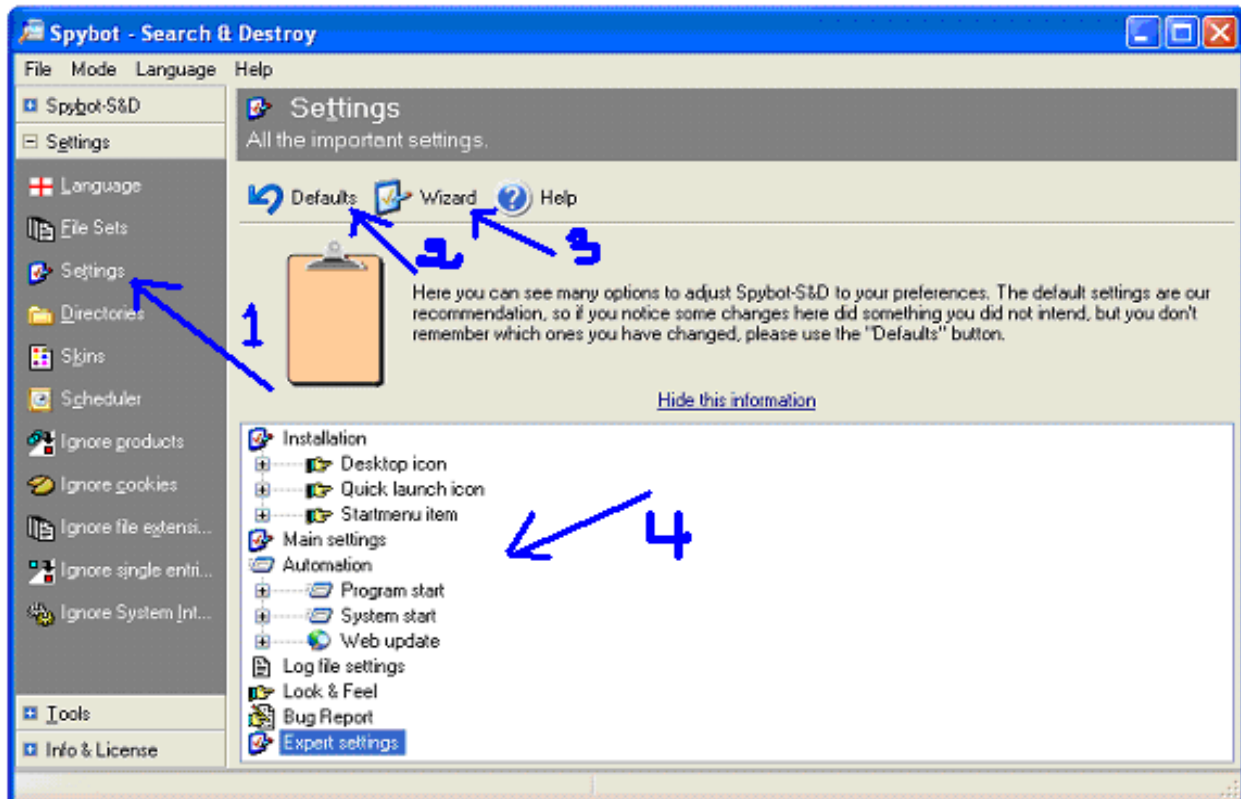 Spybot - Search & Destroy
File Mode Language Help
Spybot-S&D
Settings
Language
File Sets
Settings
Directories
Skins
Scheduler
Ignore products
Ignore cookies
Ignore file extensi...
Ignore single entri...
Ignore System Int...
Tools
Info & License
Settings
All the important settings.
Defaults Wizard Help
1
2
3
Here you can see many options to adjust Spybot-S&D to your preferences. The default settings are our
recommendation, so if you notice some changes here did something you did not intend, but you don't
remember which ones you have changed, please use the "Defaults" button.
Hide this information
Installation
Desktop icon
Quick launch icon
Startmenu item
Main settings
4
Automation
Program start
System start
Web update
Log file settings
Look & Feel
Bug Report
Expert settings